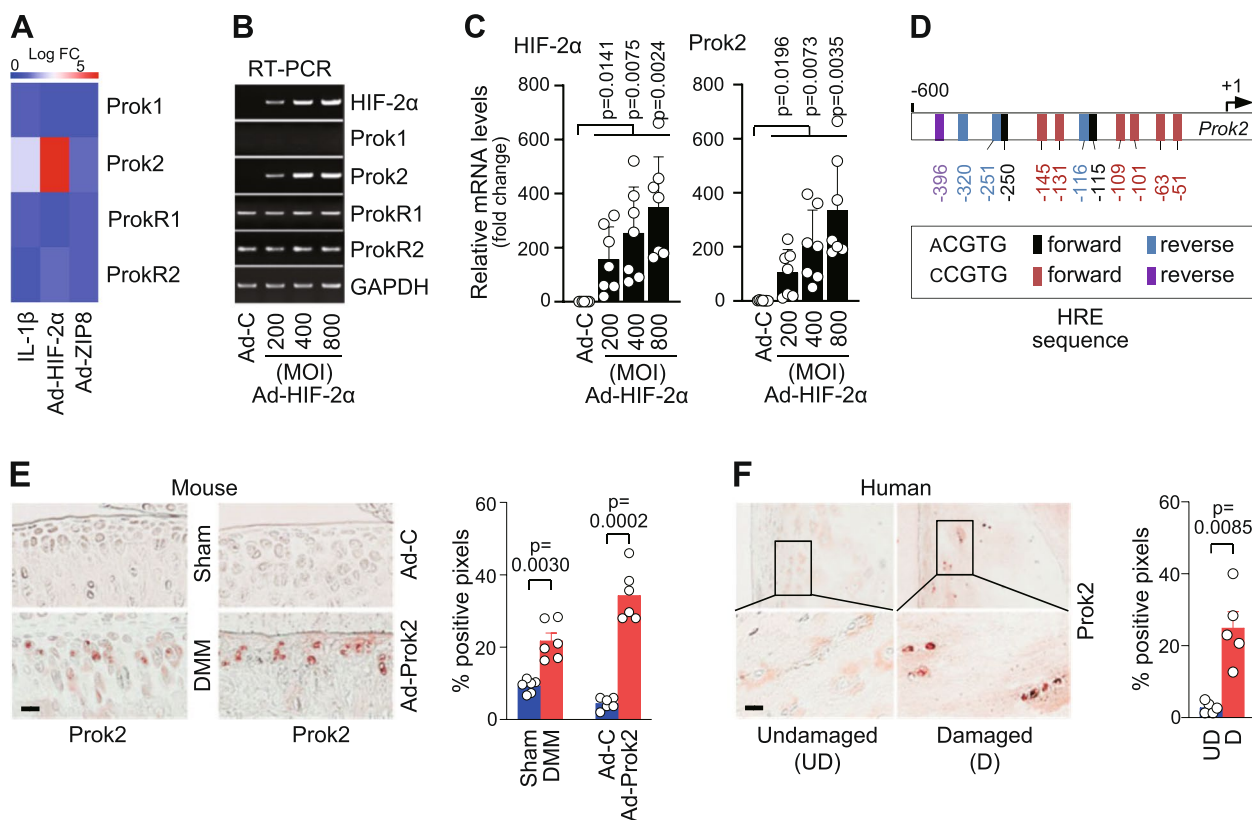 A
Log FC
0 5
Prok1
Prok2
ProkR1
ProkR2
IL-1β
Ad-HIF-2α
Ad-ZIP8
B
RT-PCR
HIF-2α
Prok1
Prok2
ProkR1
ProkR2
GAPDH
Ad-C
200
400
800
(MOI)
Ad-HIF-2α
C
HIF-2α
p=0.0141
p=0.0075
p=0.0024
Relative mRNA levels
(fold change)
800
600
400
200
0
Ad-C
200
400
800
(MOI)
Ad-HIF-2α
Prok2
p=0.0196
p=0.0073
p=0.0035
800
600
400
200
0
Ad-C
200
400
800
(MOI)
Ad-HIF-2α
D
-600
+1
Prok2
-396
-320
-251
-250
-145
-131
-116
-115
-109
-101
-63
-51
ACGTG forward reverse
CCGTG forward reverse
HRE
sequence
E
Mouse
Sham
DMM
Ad-C
Ad-Prok2
Prok2
Prok2
% positive pixels
60
40
20
0
p=
0.0030
p=
0.0002
Sham
DMM
Ad-C
Ad-Prok2
F
Human
Prok2
Undamaged
(UD)
Damaged
(D)
% positive pixels
60
40
20
0
p=
0.0085
UD
D